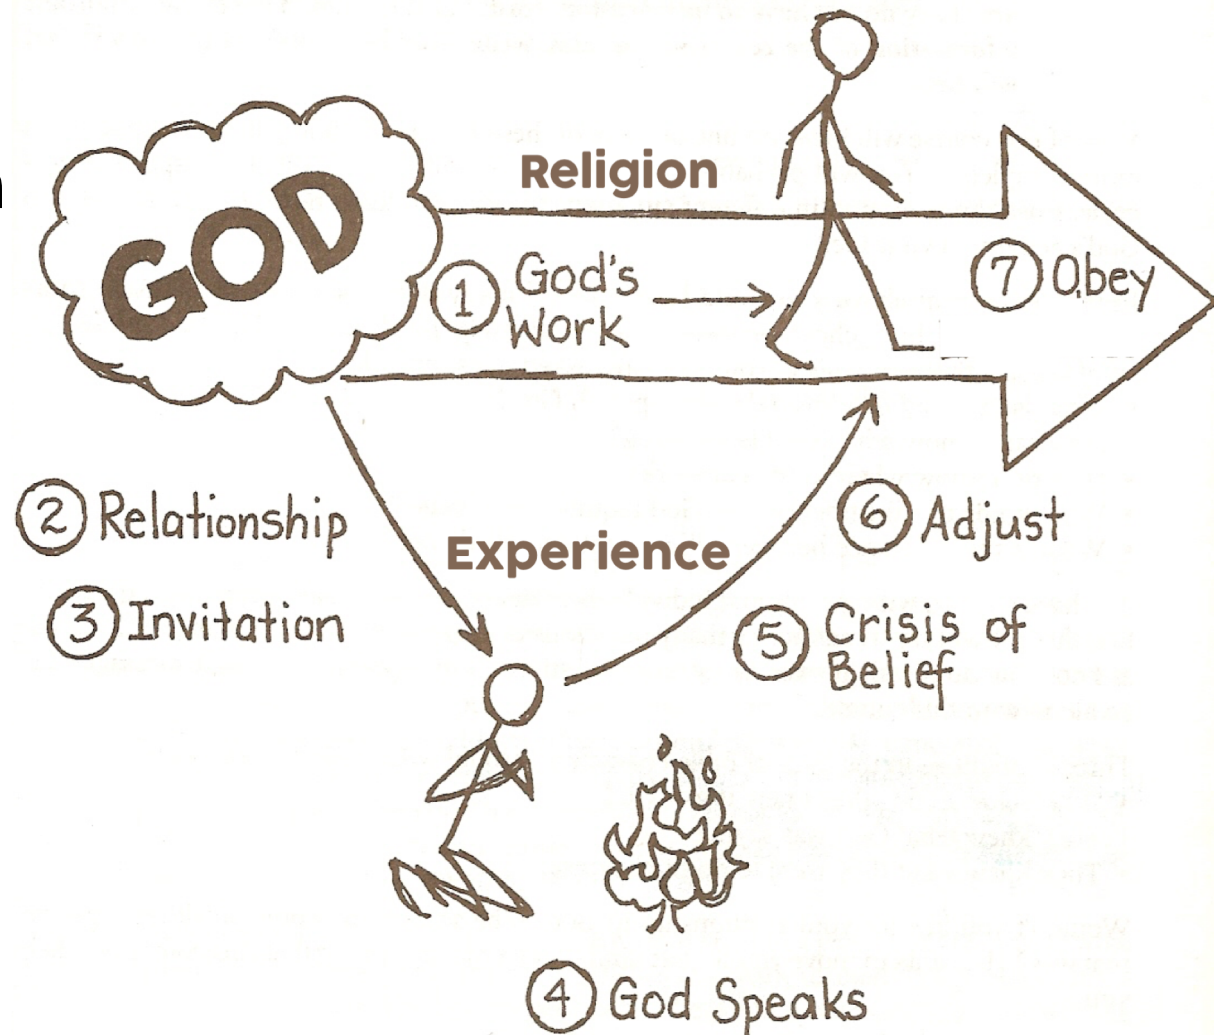 Religion
GOD
① God's
Work
⑦ Obey
② Relationship
Experience
⑥ Adjust
③ Invitation
⑤ Crisis of
Belief
④ God Speaks